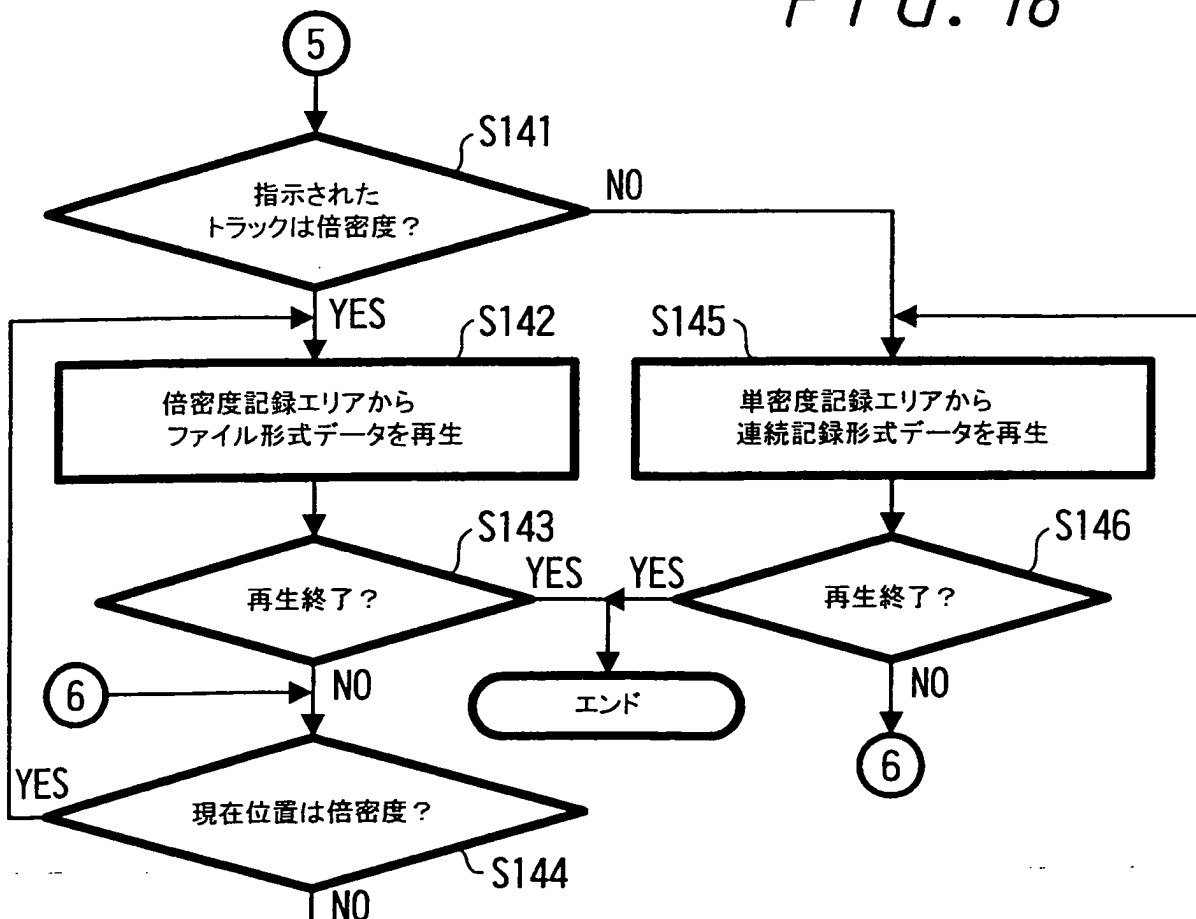 FIG. 16
5
S141
指示された
トラックは倍密度?
NO
YES
S142
倍密度記録エリアから
ファイル形式データを再生
S145
単密度記録エリアから
連続記録形式データを再生
S143
再生終了?
YES
YES
S146
再生終了?
NO
6
エンド
NO
6
YES
現在位置は倍密度?
S144
NO